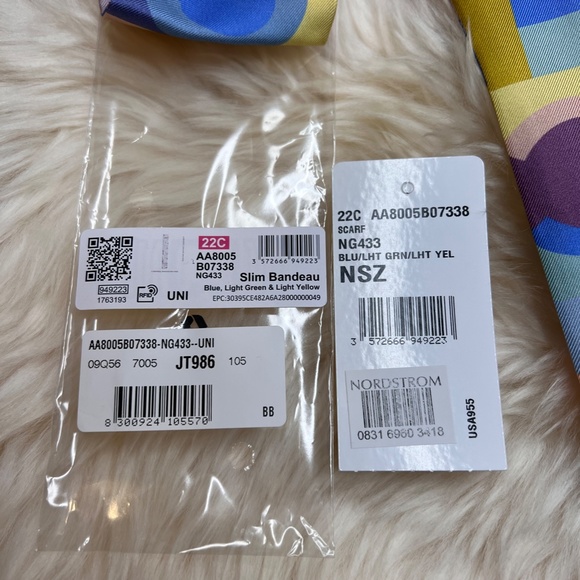 22C
AA8005
B07338
NG433
3 572666 949223
Slim Bandeau
Blue, Light Green & Light Yellow
949223
1763193
RFID
UNI
EPC:30395CE482A6A28000000049
AA8005B07338-NG433--UNI
09Q56 7005 JT986 105
8 300924 105570
BB
22C AA8005B07338
SCARF
NG433
BLU/LHT GRN/LHT YEL
NSZ
3 572666 949223
NORDSTROM
0831 6980 3418
USA955